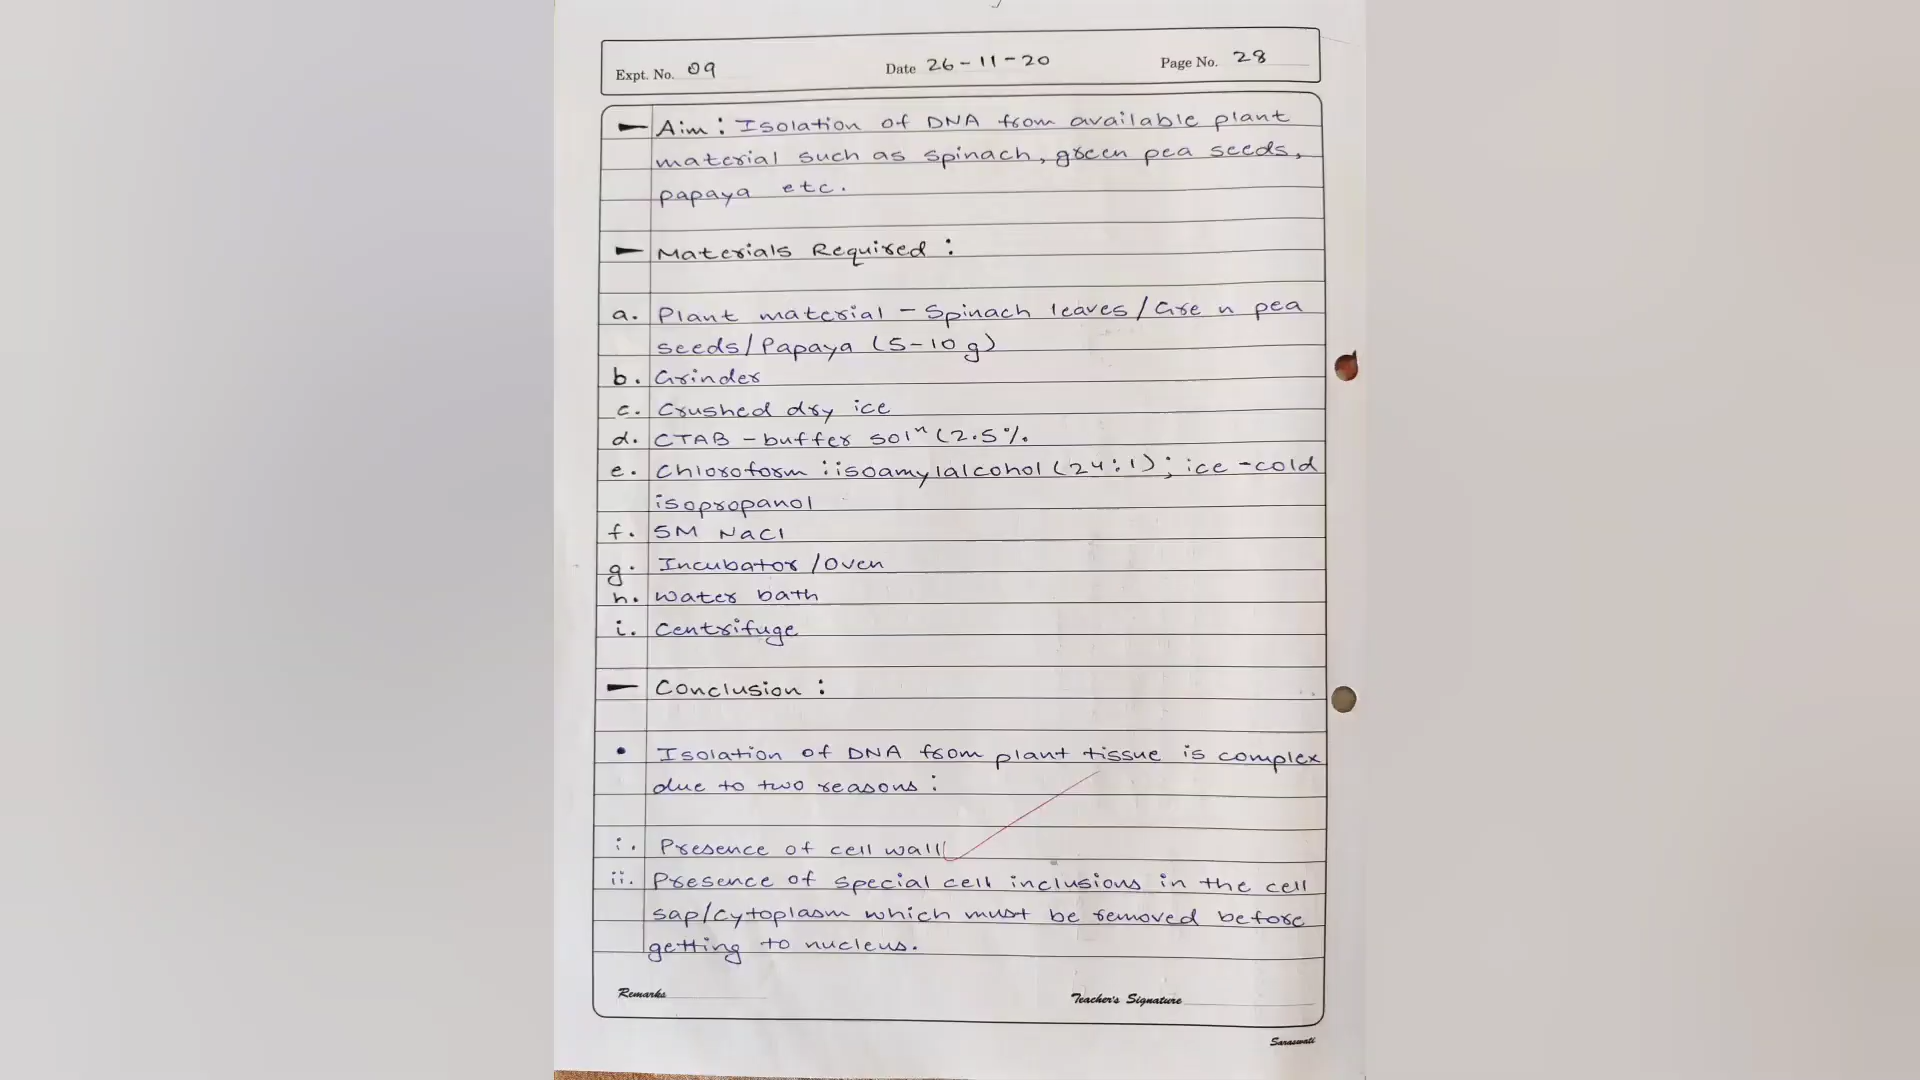 Expt. No. 09 Date 26-11-20 Page No. 28
Aim: Isolation of DNA from available plant
material such as spinach, green pea seeds,
papaya etc.
Materials Required:
a. Plant material - Spinach leaves/Gre n pea
seeds/Papaya (5-10g)
b. Grinder
c. Crushed dry ice
d. CTAB - buffer solⁿ (2.5%.
e. Chloroform : isoamylalcohol (24:1); ice-cold
isopropanol
f. 5M NaCl
g. Incubator/Oven
h. Water bath
i. Centrifuge
Conclusion:
• Isolation of DNA from plant tissue is complex
due to two reasons:
i. Presence of cell wall
ii. Presence of special cell inclusions in the cell
sap/cytoplasm which must be removed before
getting to nucleus.
Remarks Teacher's Signature
Saraswati